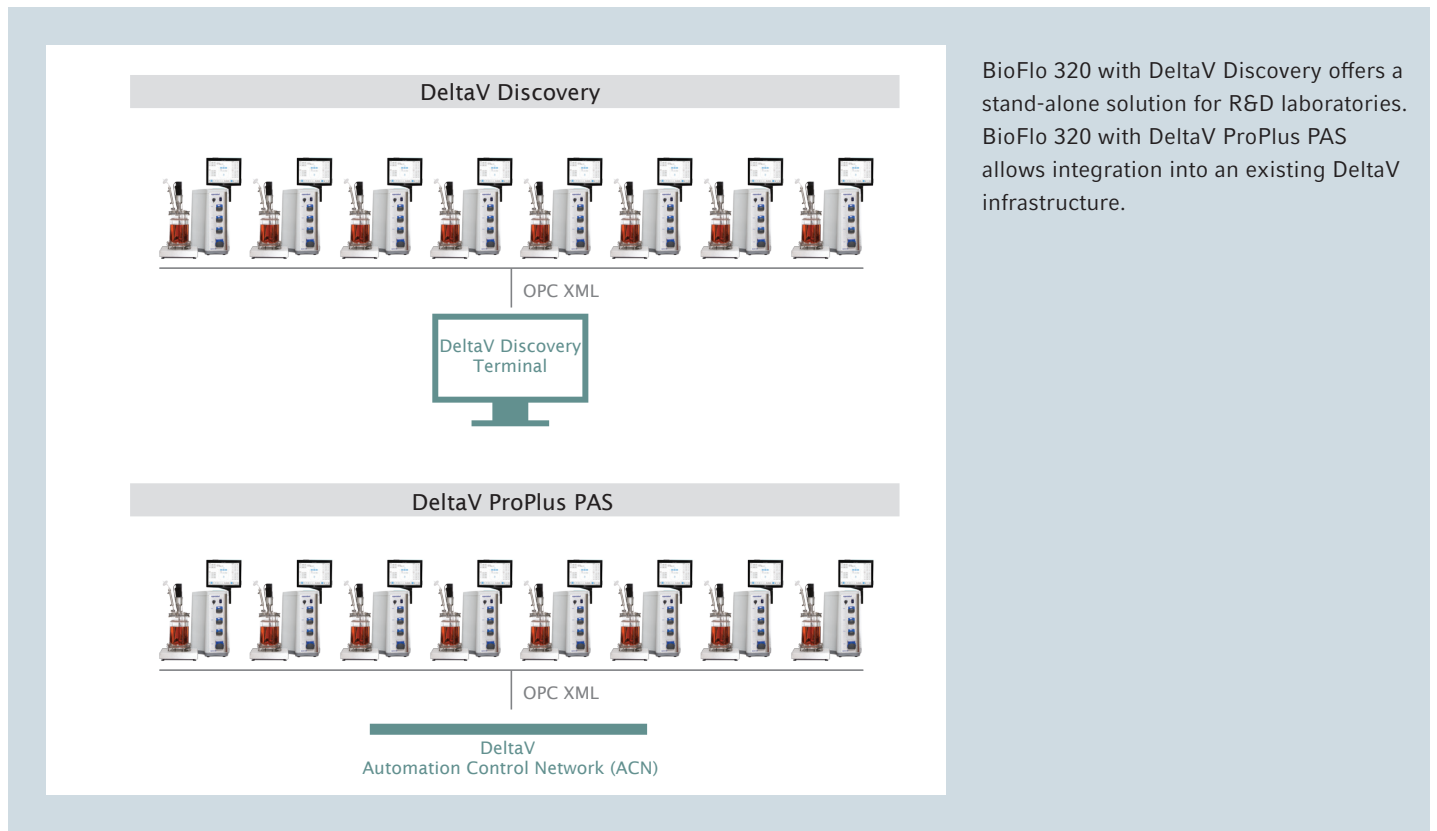 DeltaV Discovery
OPC XML
DeltaV Discovery
Terminal
DeltaV ProPlus PAS
OPC XML
DeltaV
Automation Control Network (ACN)
BioFlo 320 with DeltaV Discovery offers a
stand-alone solution for R&D laboratories.
BioFlo 320 with DeltaV ProPlus PAS
allows integration into an existing DeltaV
infrastructure.